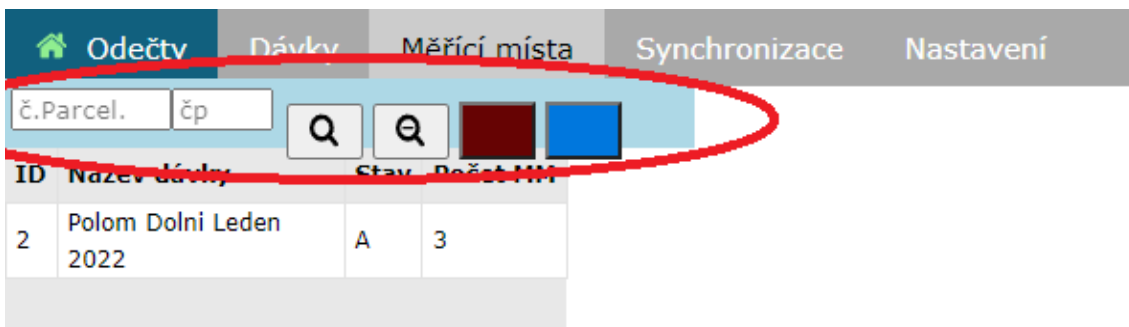 Odečty Dávky Měřící místa Synchronizace Nastavení
č.Parcel. čp
ID Název dávky Stav Počet MM
2 Polom Dolni Leden 2022 A 3